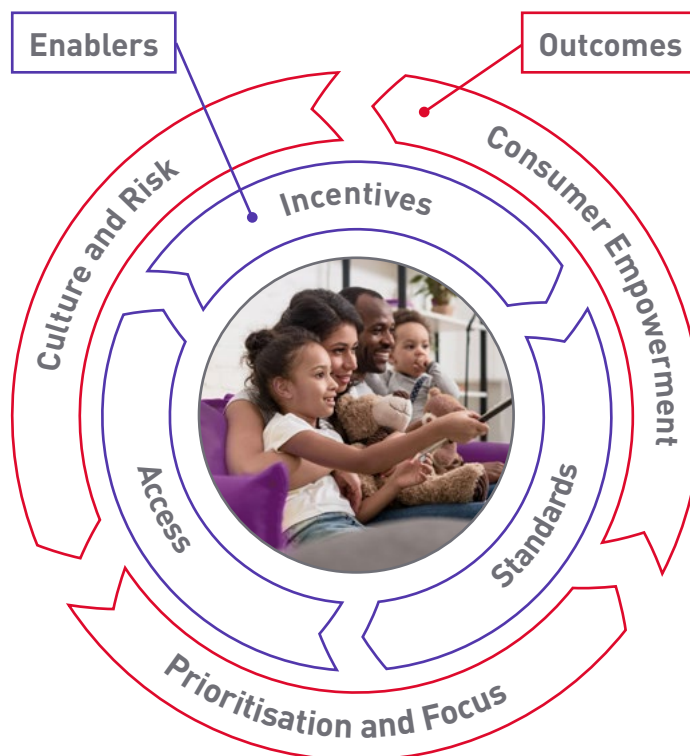 Enablers
Outcomes
Culture and Risk
Consumer Empowerment
Incentives
Access
Standards
Prioritisation and Focus